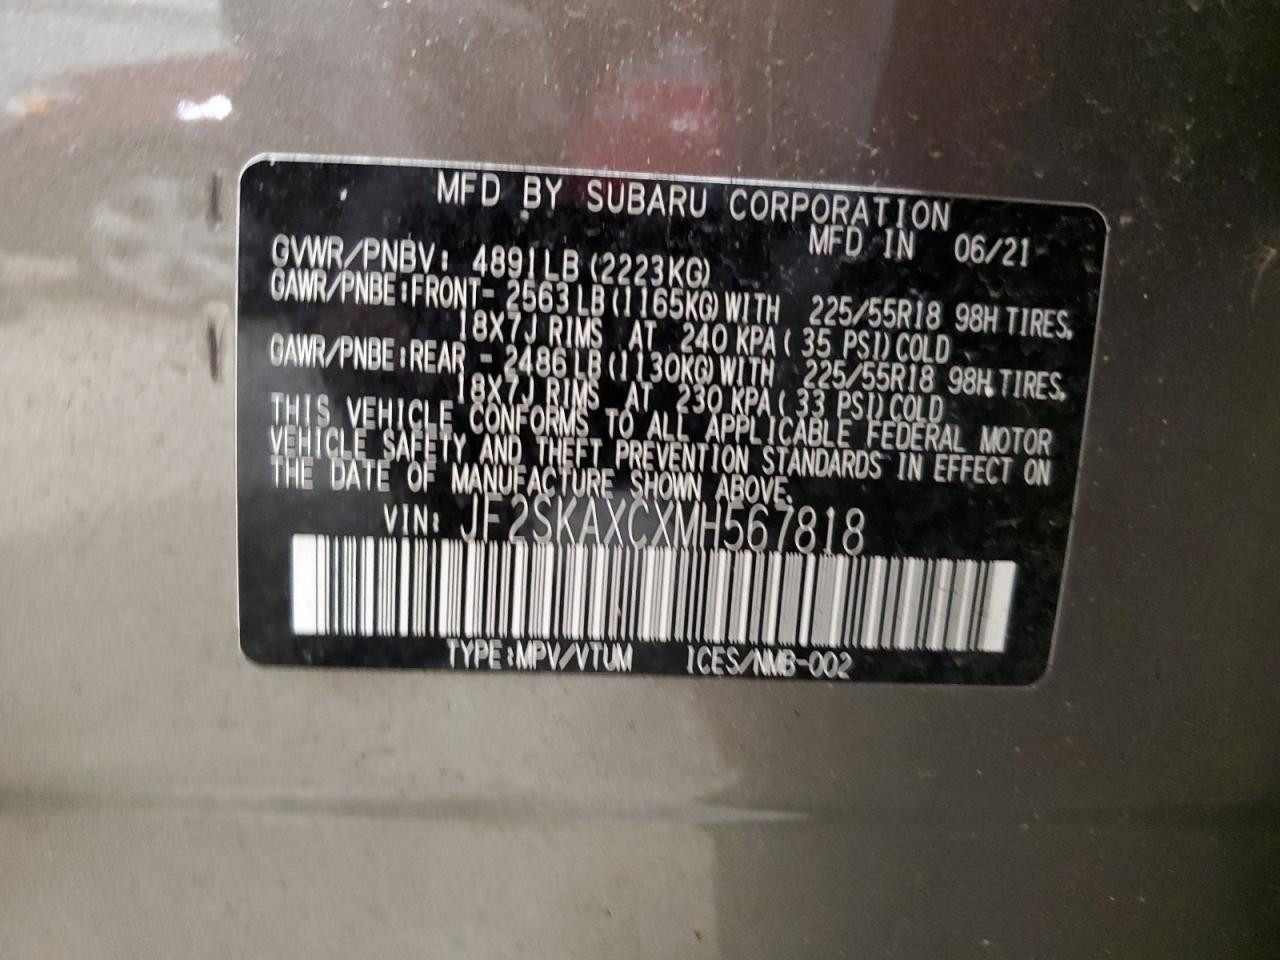 MFD BY SUBARU CORPORATION
MFD IN 06/21
GVWR/PNBV: 4891LB (2223KG)
GAWR/PNBE:FRONT- 2563LB(1165KG)WITH 225/55R18 98H TIRES,
18X7J RIMS AT 240 KPA( 35 PSI)COLD
GAWR/PNBE:REAR - 2486LB(1130KG)WITH 225/55R18 98H TIRES,
18X7J RIMS AT 230 KPA( 33 PSI)COLD
THIS VEHICLE CONFORMS TO ALL APPLICABLE FEDERAL MOTOR
VEHICLE SAFETY AND THEFT PREVENTION STANDARDS IN EFFECT ON
THE DATE OF MANUFACTURE SHOWN ABOVE.
VIN: JF2SKAXCXMH567818
TYPE:MPV/VTUM ICES/NMB-002